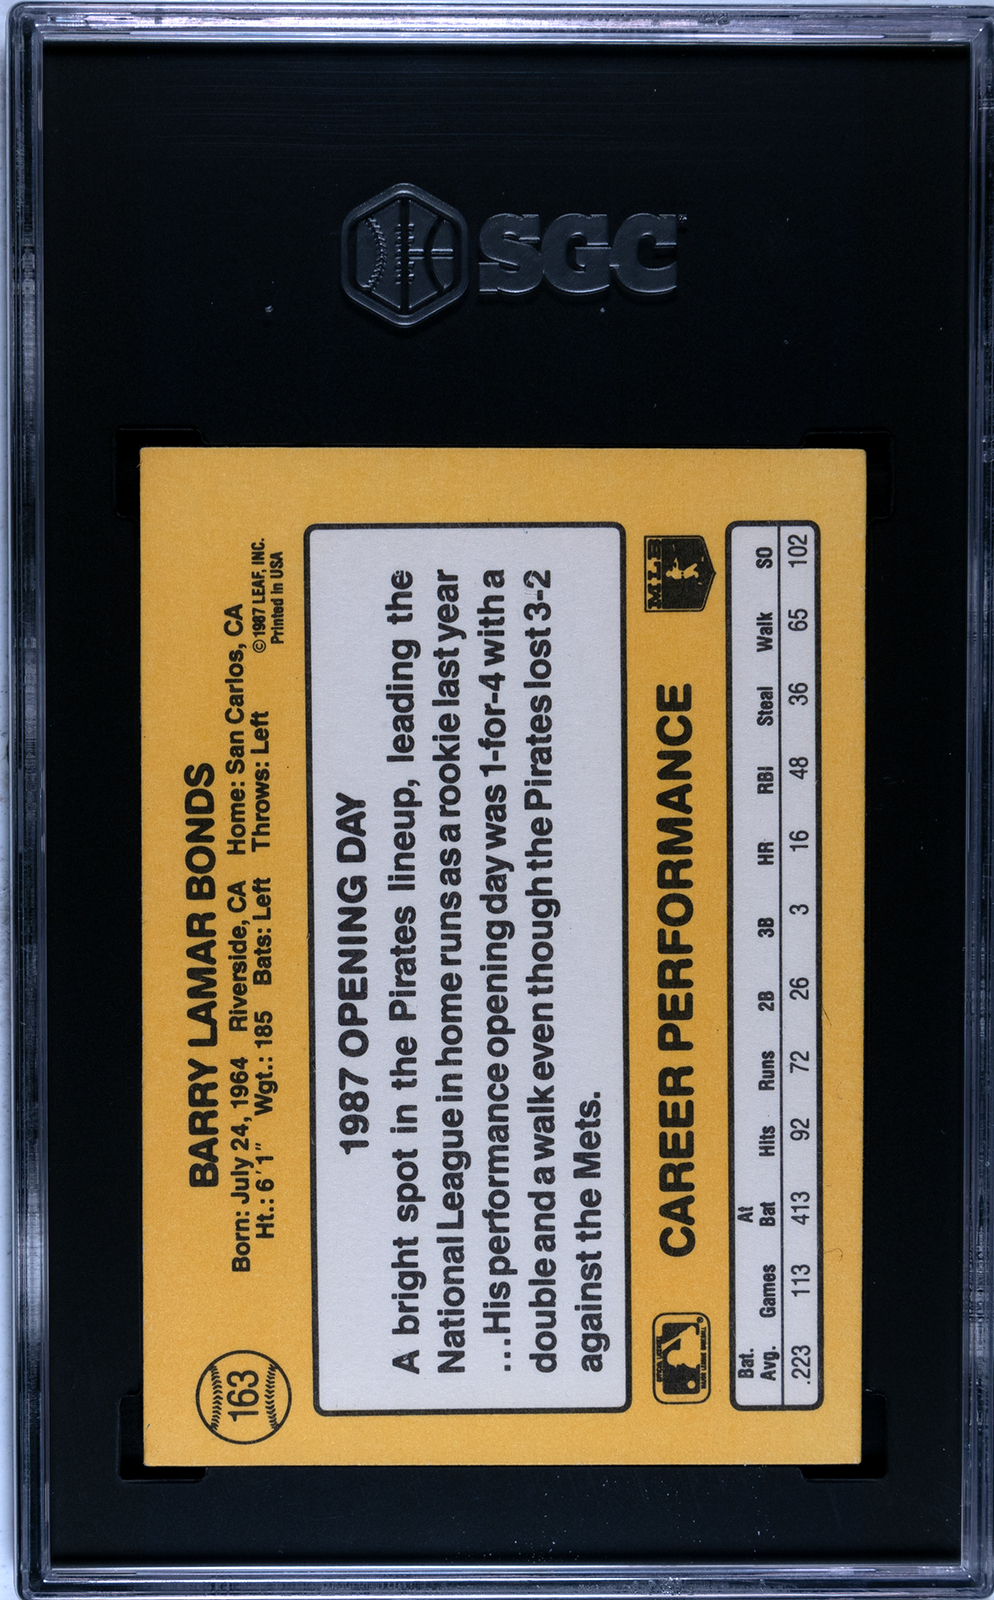 SGC
163
BARRY LAMAR BONDS
Born: July 24, 1964 Riverside, CA Home: San Carlos, CA
Ht.: 6'1" Wgt.: 185 Bats: Left Throws: Left
© 1987 LEAF, INC.
Printed in USA
1987 OPENING DAY
A bright spot in the Pirates lineup, leading the
National League in home runs as a rookie last year
...His performance opening day was 1-for-4 with a
double and a walk even though the Pirates lost 3-2
against the Mets.
CAREER PERFORMANCE
MLB
Bat. Avg. Games At Bat Hits Runs 2B 3B HR RBI Steal Walk SO
.223 113 413 92 72 26 3 16 48 36 65 102